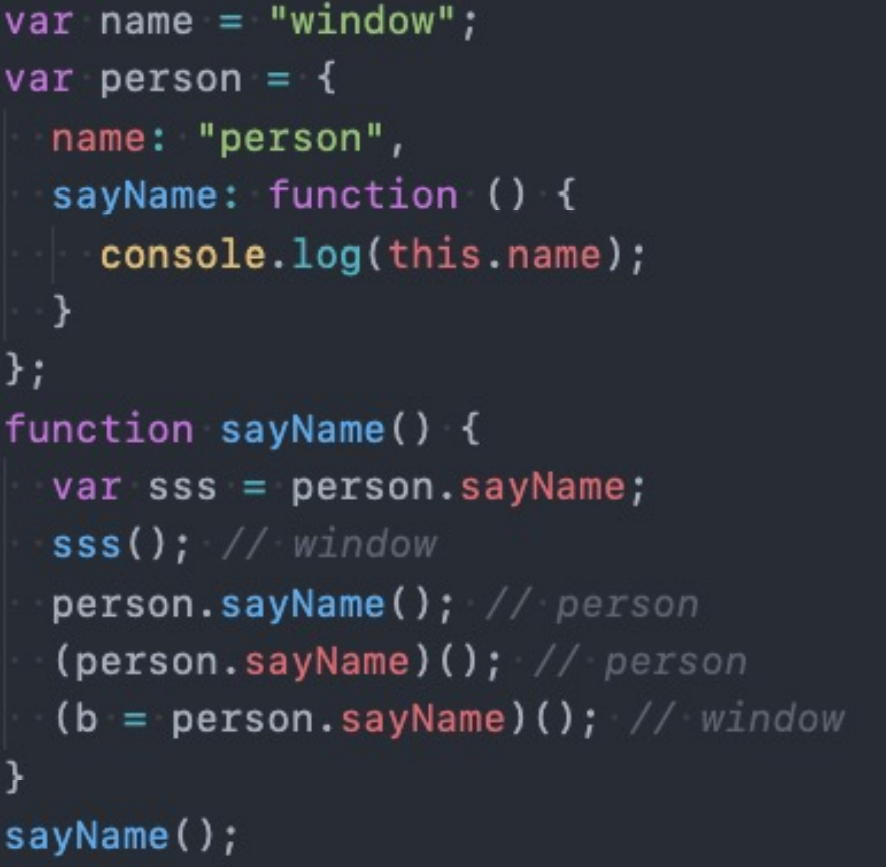 var name = "window";
var person = {
  name: "person",
  sayName: function () {
    console.log(this.name);
  }
};
function sayName() {
  var sss = person.sayName;
  sss(); // window
  person.sayName(); // person
  (person.sayName)(); // person
  (b = person.sayName)(); // window
}
sayName();